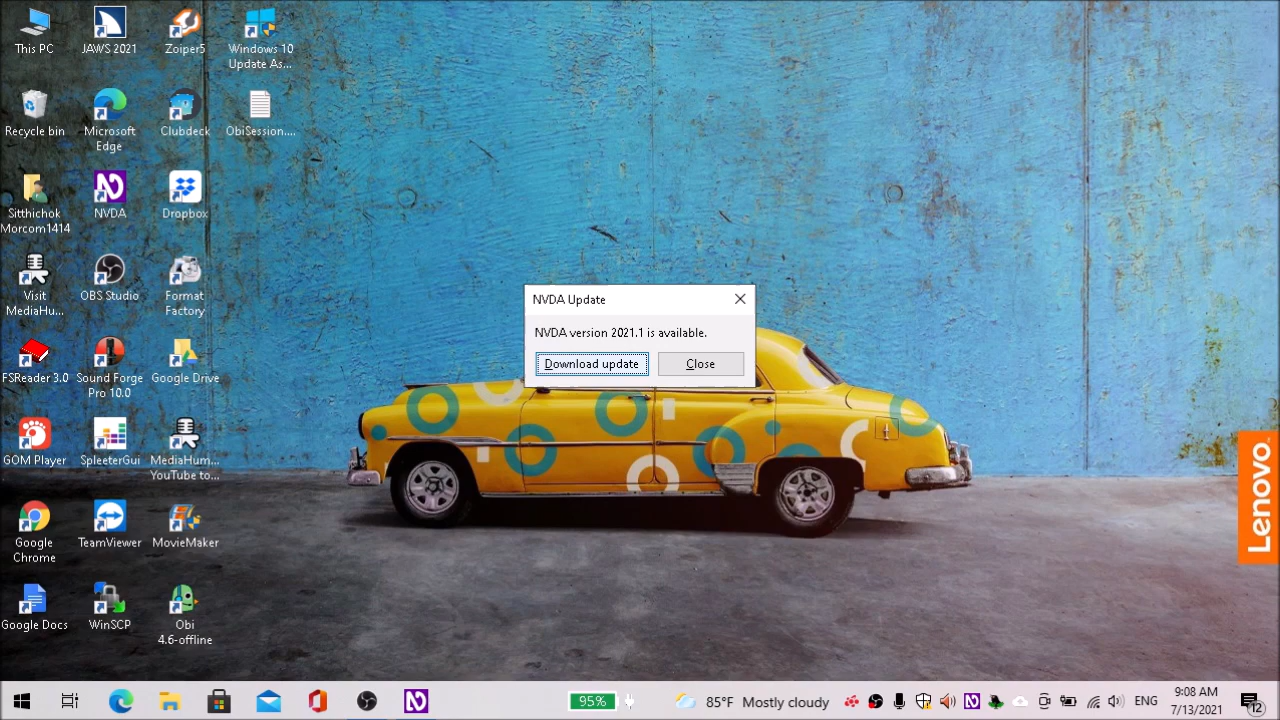 This PC
JAWS 2021
Zoiper5
Windows 10
Update As...
Recycle bin
Microsoft
Edge
Clubdeck
ObiSession....
Sitthichok
Morcom1414
NVDA
Dropbox
Visit
MediaHu...
OBS Studio
Format
Factory
FSReader 3.0
Sound Forge
Pro 10.0
Google Drive
GOM Player
SpleeterGui
MediaHum...
YouTube to...
Google
Chrome
TeamViewer
MovieMaker
Google Docs
WinSCP
Obi
4.6-offline
NVDA Update
NVDA version 2021.1 is available.
Download update
Close
Lenovo
95%
85°F Mostly cloudy
ENG
9:08 AM
7/13/2021
12